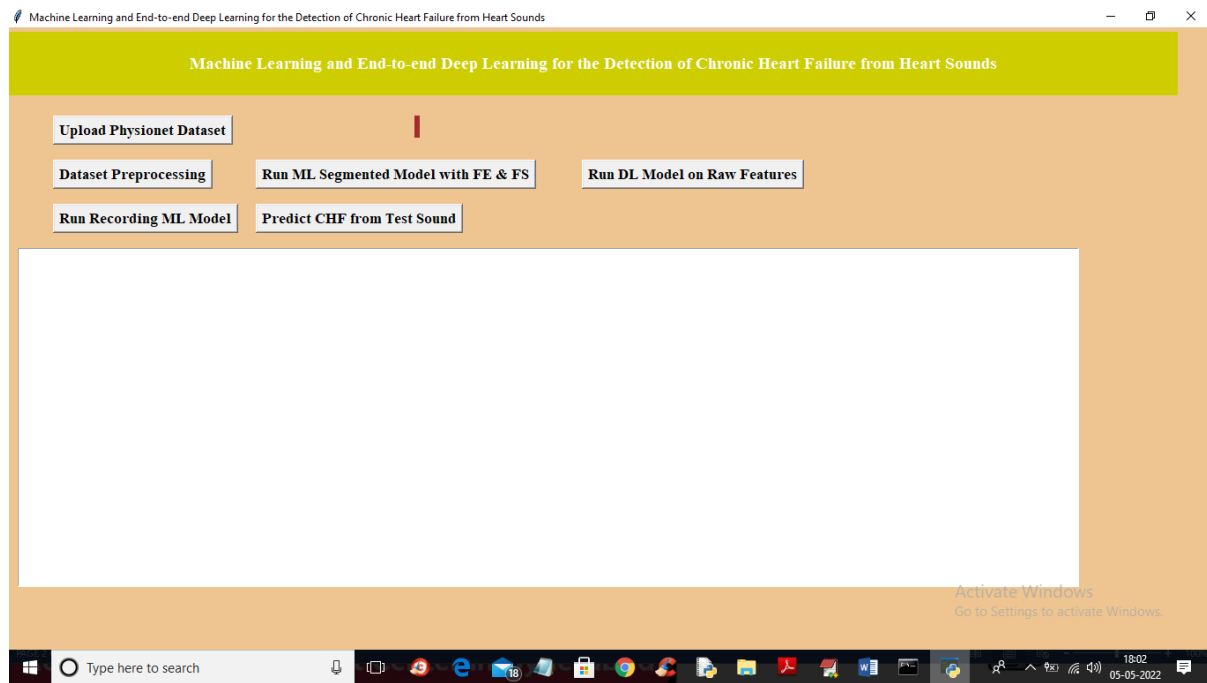 Machine Learning and End-to-end Deep Learning for the Detection of Chronic Heart Failure from Heart Sounds
Machine Learning and End-to-end Deep Learning for the Detection of Chronic Heart Failure from Heart Sounds
Upload Physionet Dataset
Dataset Preprocessing
Run ML Segmented Model with FE & FS
Run DL Model on Raw Features
Run Recording ML Model
Predict CHF from Test Sound
Activate Windows
Go to Settings to activate Windows.
Type here to search
18
18:02
05-05-2022